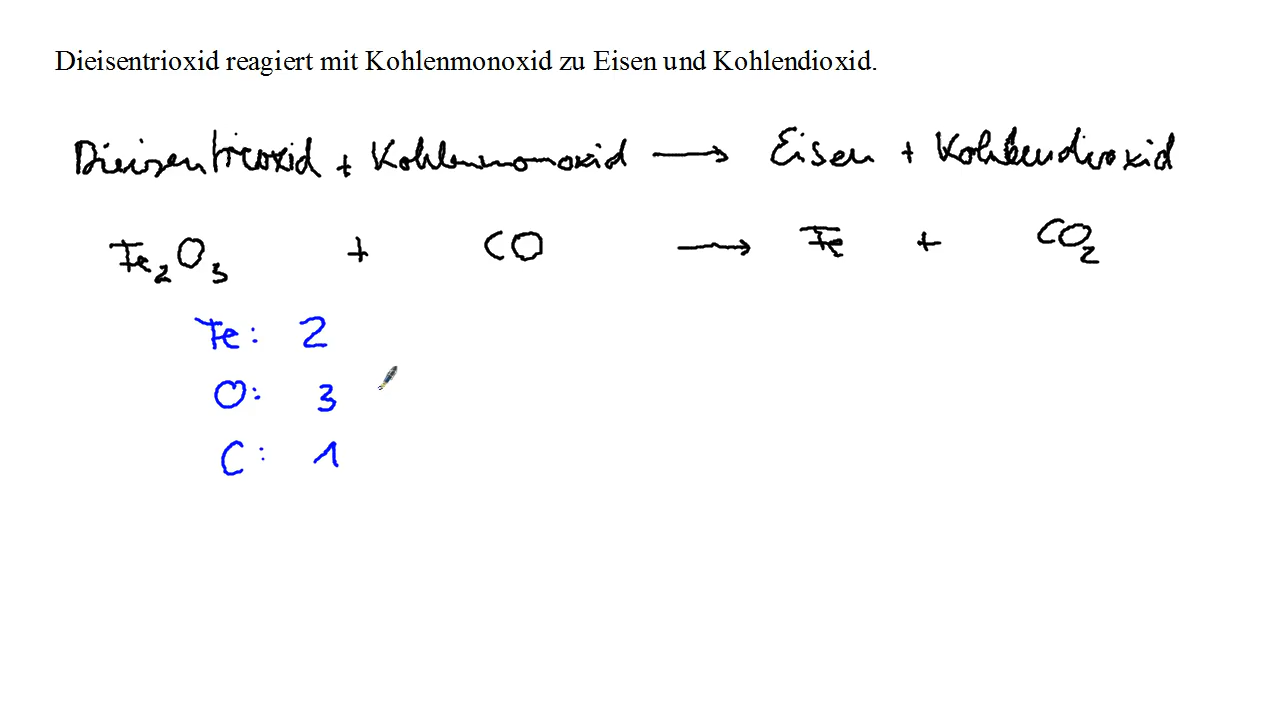 Dieisentrioxid reagiert mit Kohlenmonoxid zu Eisen und Kohlendioxid.
Dieisentrioxid + Kohlenmonoxid → Eisen + Kohlendioxid
Fe₂O₃ + CO → Fe + CO₂
Fe: 2
O: 3
C: 1